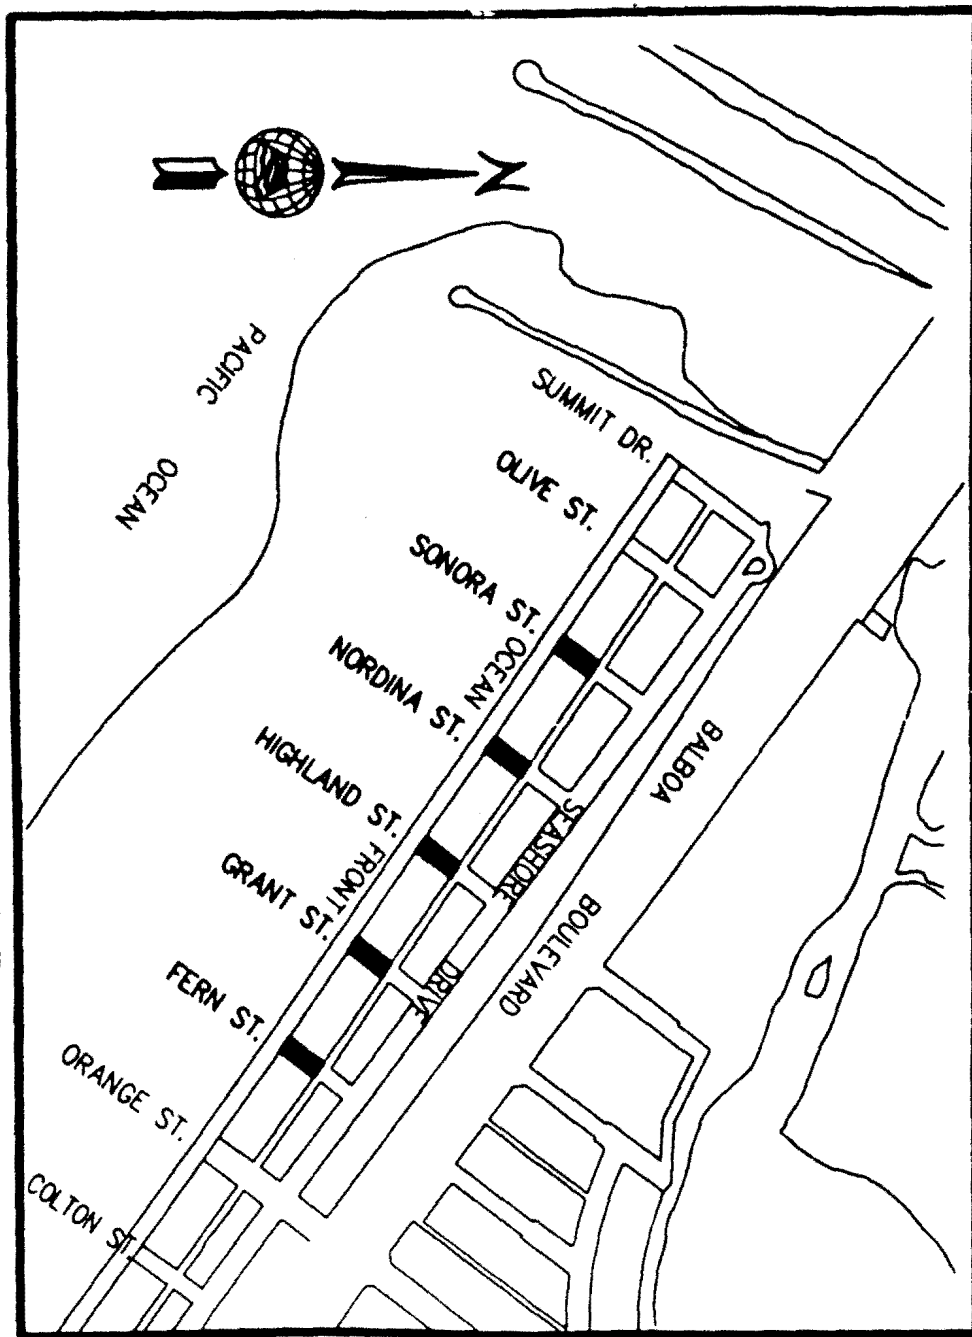 N
PACIFIC
OCEAN
SUMMIT DR.
OLIVE ST.
SONORA ST.
OCEAN
NORDINA ST.
BALBOA
HIGHLAND ST.
SEASHORE
FRONT
GRANT ST.
BOULEVARD
DRIVE
FERN ST.
ORANGE ST.
COLTON ST.